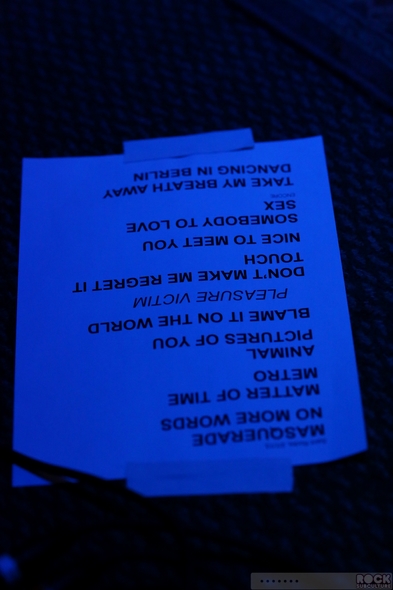 MASQUERADE
NO MORE WORDS
MATTER OF TIME
METRO
ANIMAL
PICTURES OF YOU
BLAME IT ON THE WORLD
PLEASURE VICTIM
DON'T MAKE ME REGRET IT
TOUCH
NICE TO MEET YOU
SOMEBODY TO LOVE
SEX
ENCORE
TAKE MY BREATH AWAY
DANCING IN BERLIN
ROCK
SUBCULTURE